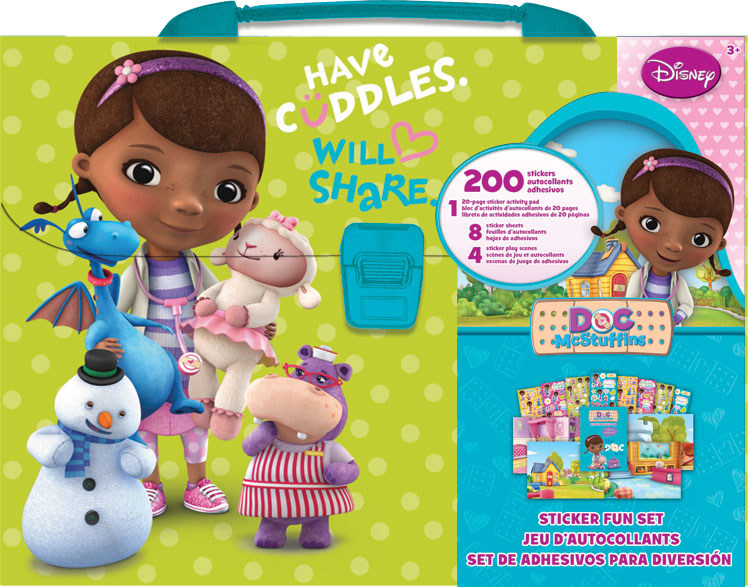 HAVE
CÜDDLES.
WILL
SHARE.
3+
Disney
200 stickers
autocollants
adhesivos
1 20-page sticker activity pad
bloc d'activités d'autocollants de 20 pages
libreta de actividades adhesivas de 20 páginas
8 sticker sheets
feuilles d'autocollants
hojas de adhesivos
4 sticker play scenes
scènes de jeu et autocollants
escenas de juego de adhesivos
DOC
McStuffins
DOC
McStuffins
DOC
STICKER FUN SET
JEU D'AUTOCOLLANTS
SET DE ADHESIVOS PARA DIVERSIÓN